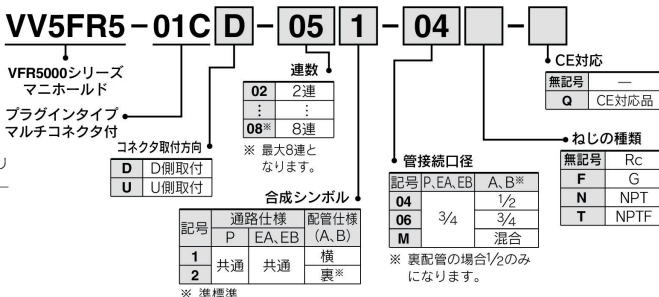 VV5FR5-01C D-05 1-04 □-□
VFR5000シリーズ
マニホールド
プラグインタイプ
マルチコネクタ付
コネクタ取付方向
D D側取付
U U側取付
連数
02 2連
⋮ ⋮
08※ 8連
※ 最大8連と
なります。
合成シンボル
記号 通路仕様 配管仕様
P EA、EB (A、B)
1 共通 共通 横
2 裏※
※ 準標準
管接続口径
記号 P、EA、EB A、B※
04 3/4 1/2
06 3/4
M 混合
※ 裏配管の場合1/2のみ
になります。
CE対応
無記号 ―
Q CE対応品
ねじの種類
無記号 Rc
F G
N NPT
T NPTF
リ